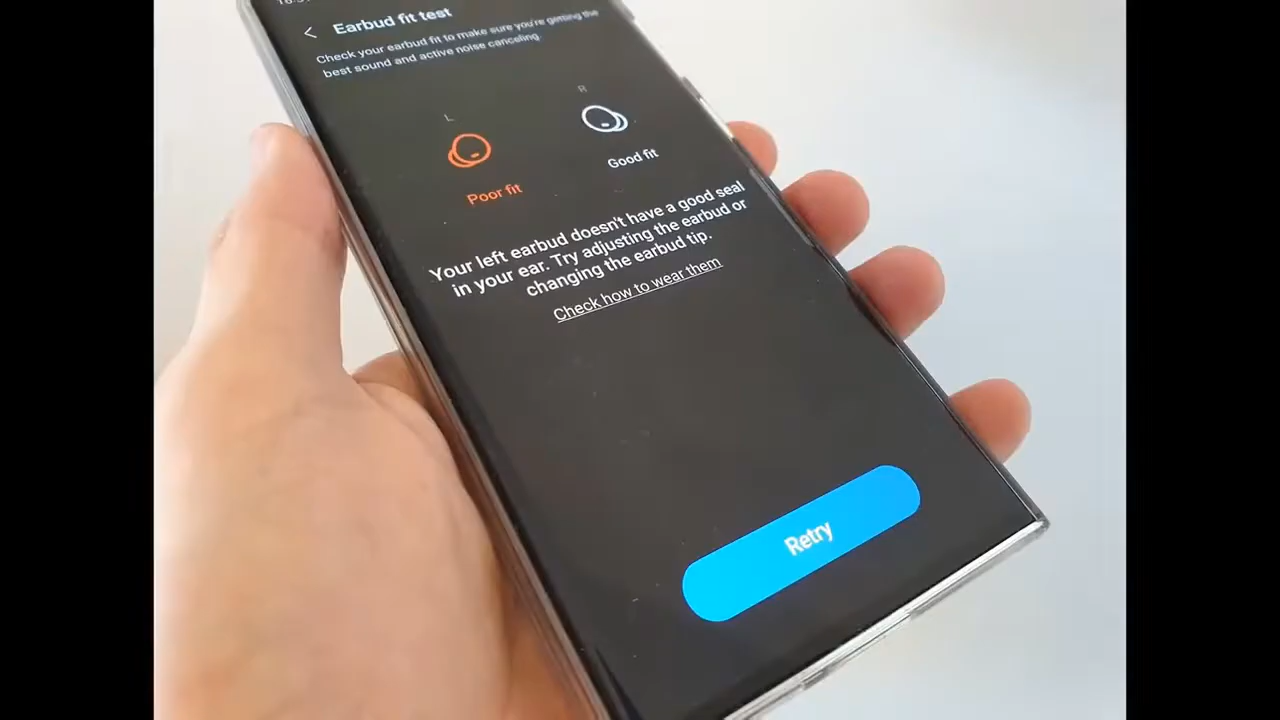 Earbud fit test
Check your earbud fit to make sure you're getting the
best sound and active noise canceling.
L
R
Poor fit
Good fit
Your left earbud doesn't have a good seal
in your ear. Try adjusting the earbud or
changing the earbud tip.
Check how to wear them
Retry